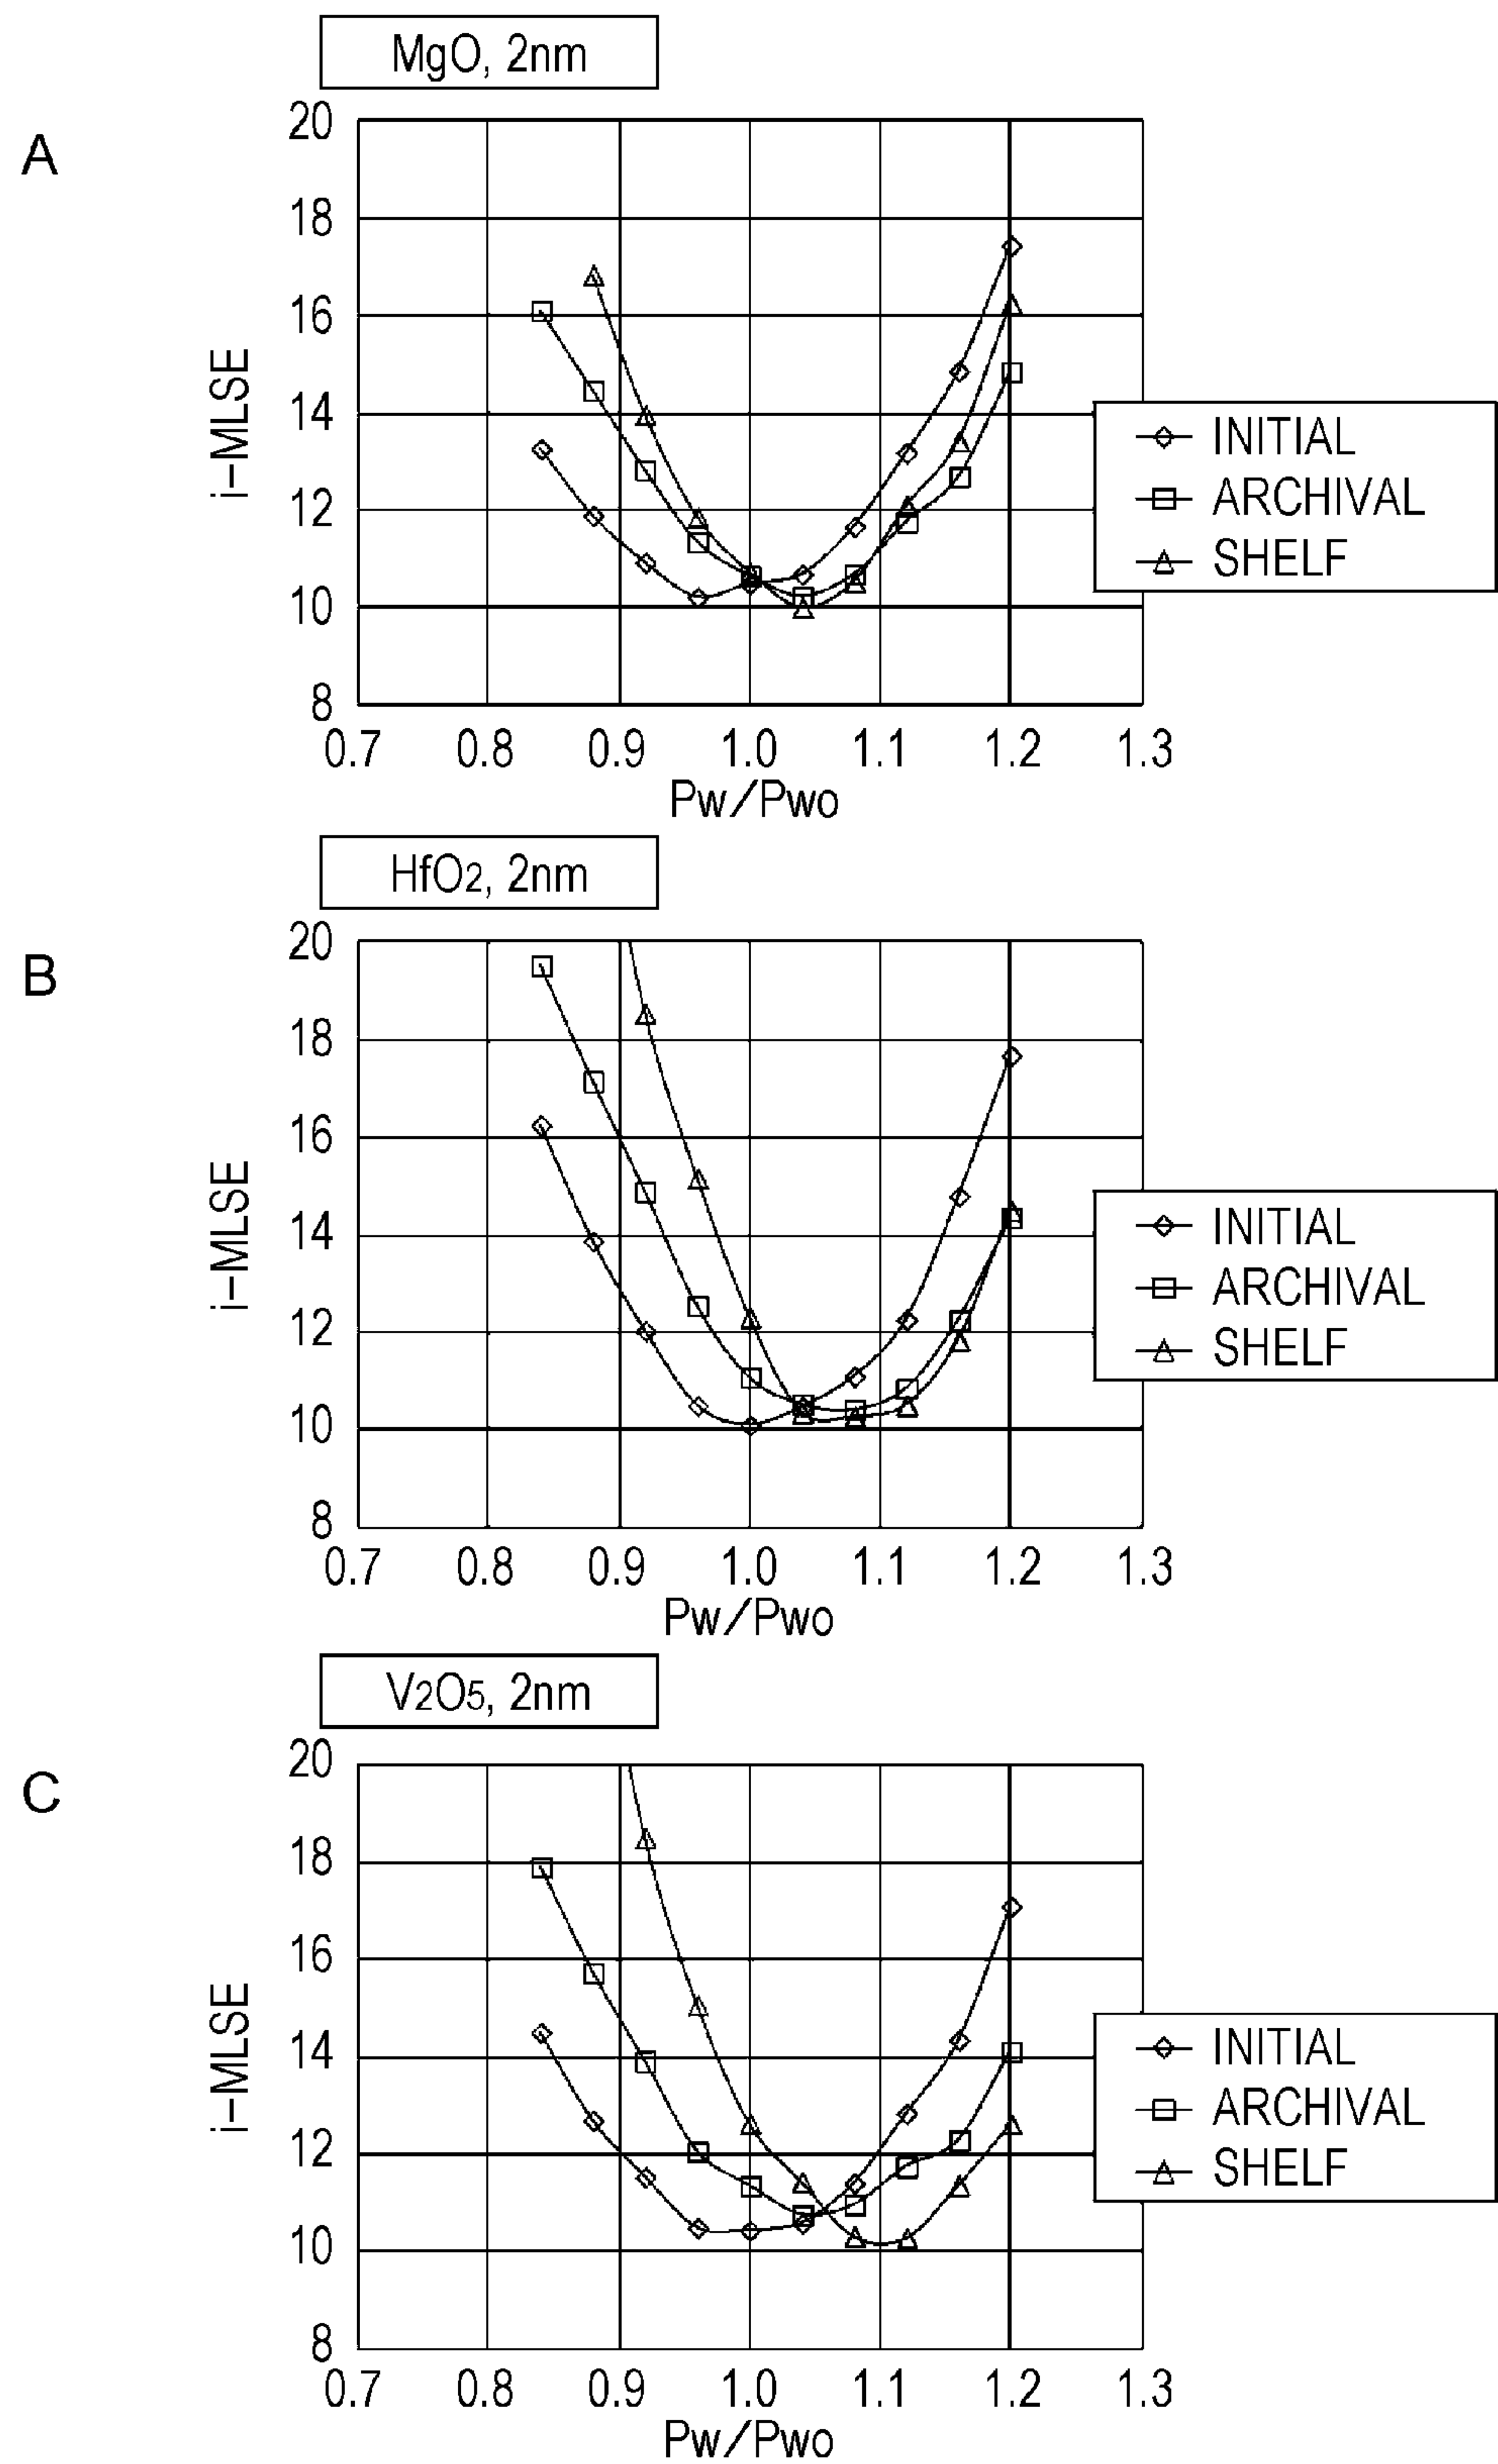 MgO, 2nm
A
20
18
16
14
12
10
8
i-MLSE
0.7 0.8 0.9 1.0 1.1 1.2 1.3
Pw/Pwo
INITIAL
ARCHIVAL
SHELF
HfO2, 2nm
B
20
18
16
14
12
10
8
i-MLSE
0.7 0.8 0.9 1.0 1.1 1.2 1.3
Pw/Pwo
INITIAL
ARCHIVAL
SHELF
V2O5, 2nm
C
20
18
16
14
12
10
8
i-MLSE
0.7 0.8 0.9 1.0 1.1 1.2 1.3
Pw/Pwo
INITIAL
ARCHIVAL
SHELF